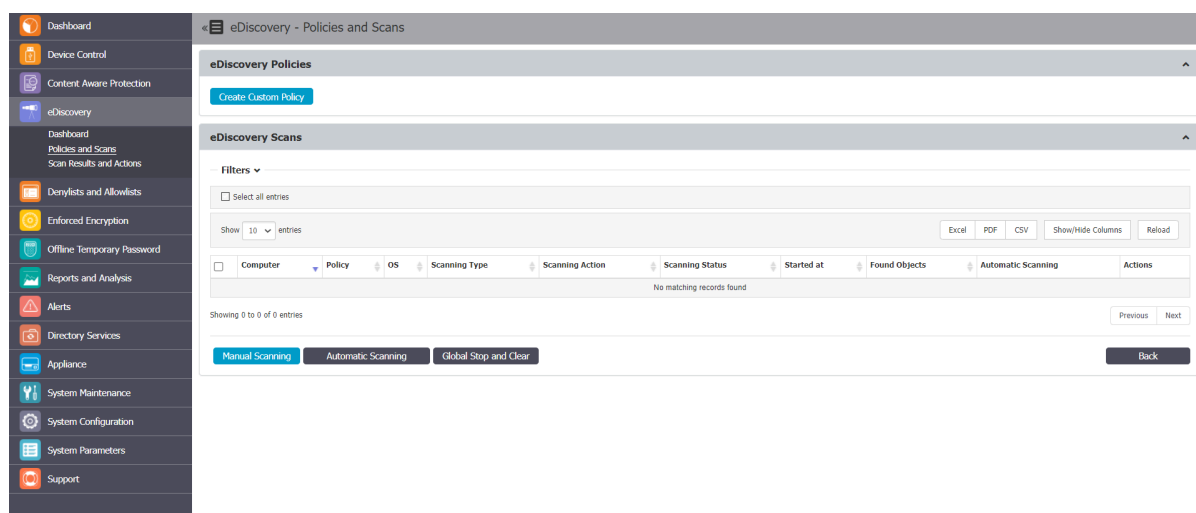 Dashboard
Device Control
Content Aware Protection
eDiscovery
Dashboard
Policies and Scans
Scan Results and Actions
Denylists and Allowlists
Enforced Encryption
Offline Temporary Password
Reports and Analysis
Alerts
Directory Services
Appliance
System Maintenance
System Configuration
System Parameters
Support
« eDiscovery - Policies and Scans
eDiscovery Policies
Create Custom Policy
eDiscovery Scans
Filters
Select all entries
Show 10 entries Excel PDF CSV Show/Hide Columns Reload
Computer Policy OS Scanning Type Scanning Action Scanning Status Started at Found Objects Automatic Scanning Actions
No matching records found
Showing 0 to 0 of 0 entries Previous Next
Manual Scanning Automatic Scanning Global Stop and Clear Back